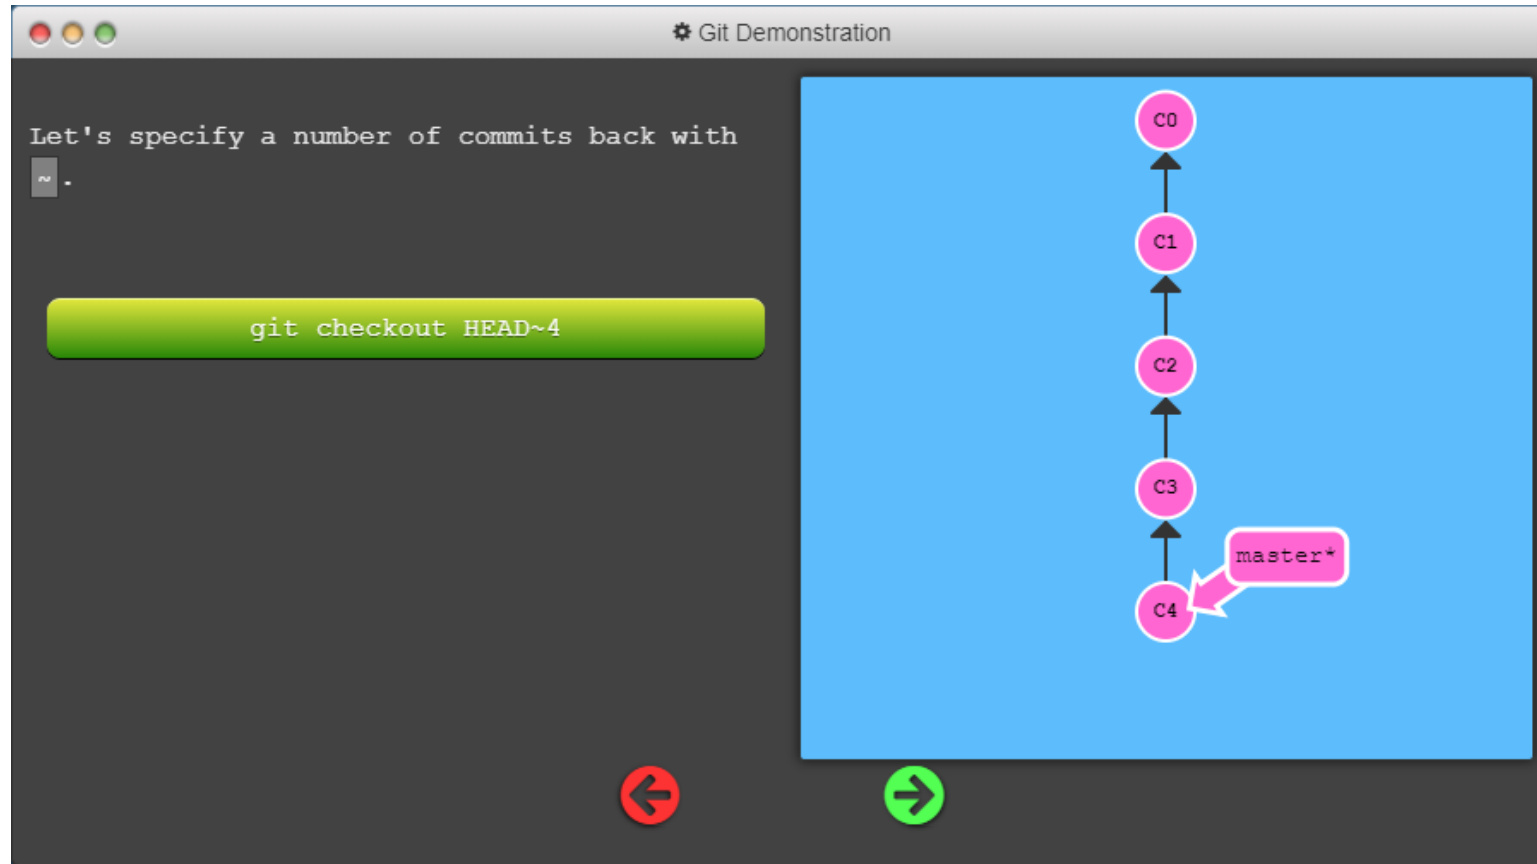 Git Demonstration
Let's specify a number of commits back with
~.
git checkout HEAD~4
C0
C1
C2
C3
master*
C4